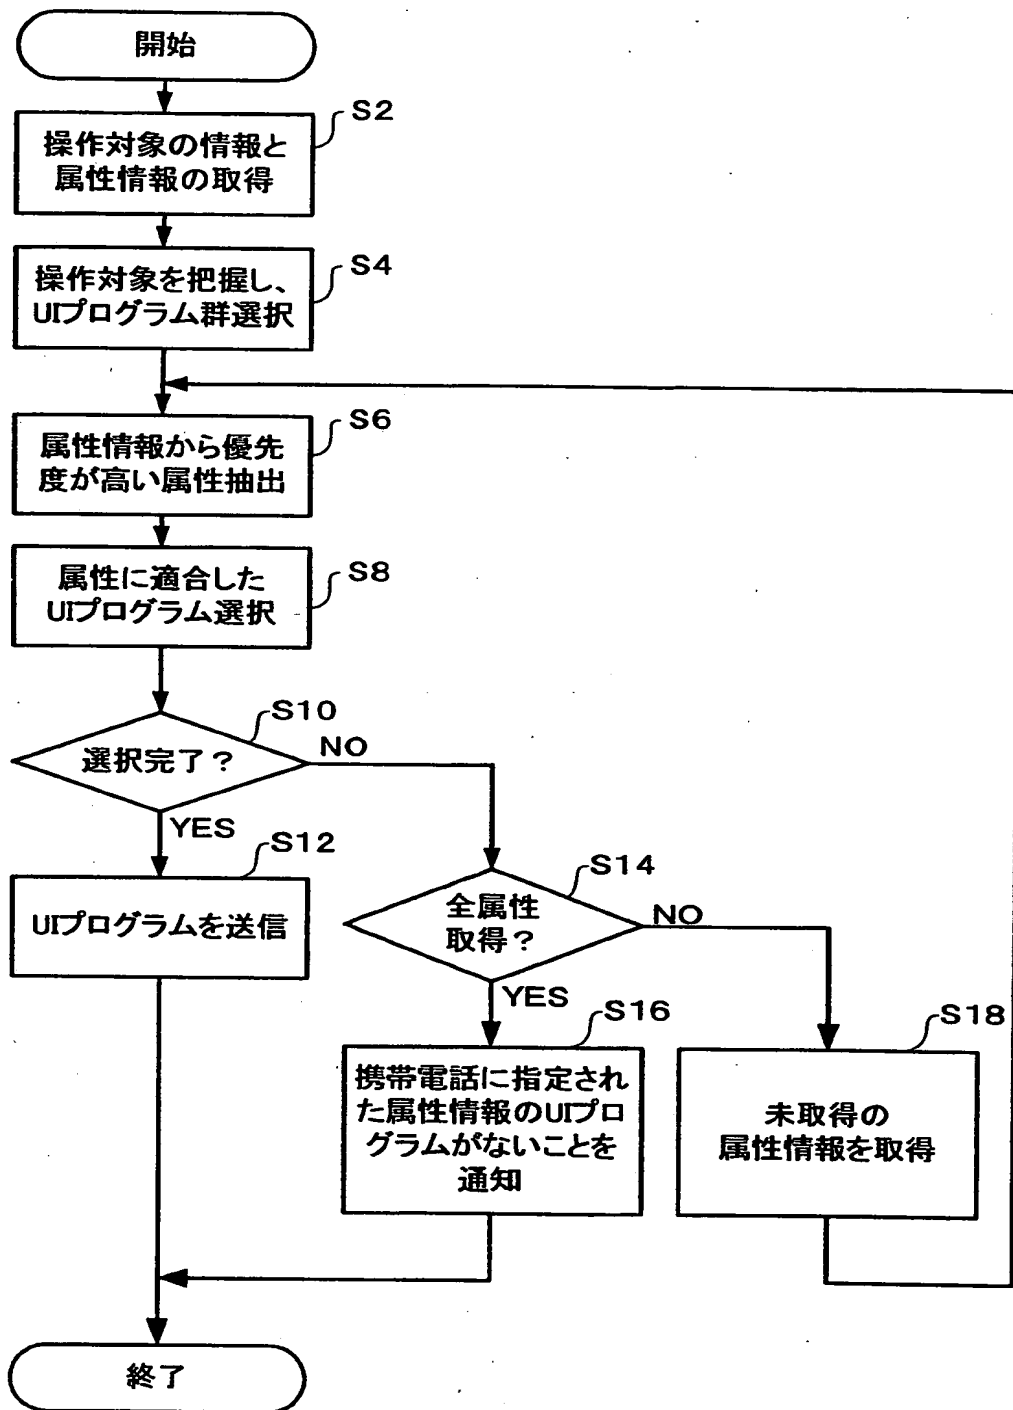 開始
S2
操作対象の情報と
属性情報の取得
S4
操作対象を把握し、
UIプログラム群選択
S6
属性情報から優先
度が高い属性抽出
S8
属性に適合した
UIプログラム選択
S10
選択完了？
NO
YES
S12
UIプログラムを送信
S14
全属性
取得？
NO
YES
S16
携帯電話に指定され
た属性情報のUIプロ
グラムがないことを
通知
S18
未取得の
属性情報を取得
終了